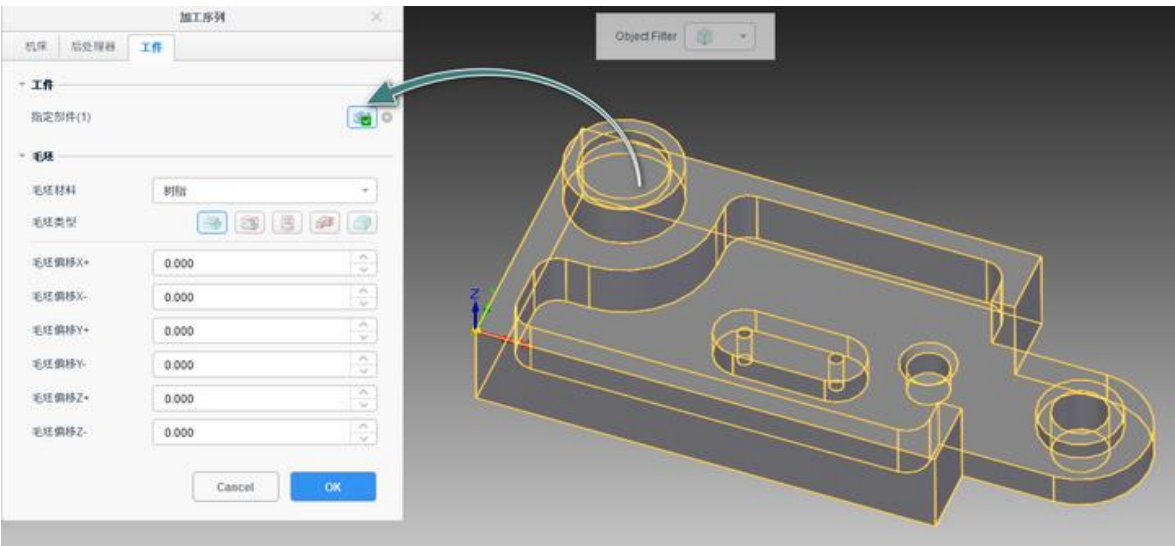 加工序列
机床 后处理器 工件
工件
指定部件(1)
毛坯
毛坯材料 树脂
毛坯类型
毛坯偏移X+ 0.000
毛坯偏移X- 0.000
毛坯偏移Y+ 0.000
毛坯偏移Y- 0.000
毛坯偏移Z+ 0.000
毛坯偏移Z- 0.000
Cancel OK
Object Filter
Z